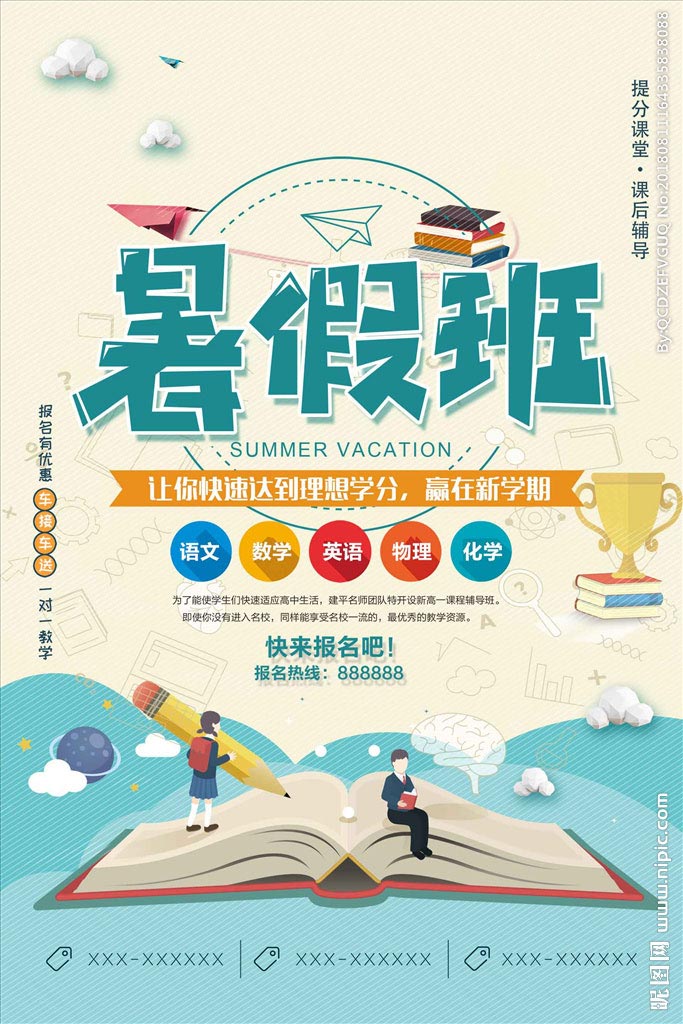 提分课堂·课后辅导
By:QCDZEFVGUQ No.20180811164335838088
暑假班
SUMMER VACATION
报名有优惠 车接车送 一对一教学
让你快速达到理想学分，赢在新学期
语文 数学 英语 物理 化学
为了能使学生们快速适应高中生活，建平名师团队特开设新高一课程辅导班。
即使你没有进入名校，同样能享受名校一流的，最优秀的教学资源。
快来报名吧！
报名热线：888888
XXX-XXXXXX XXX-XXXXXX XXX-XXXXXX
昵图网 www.nipic.com